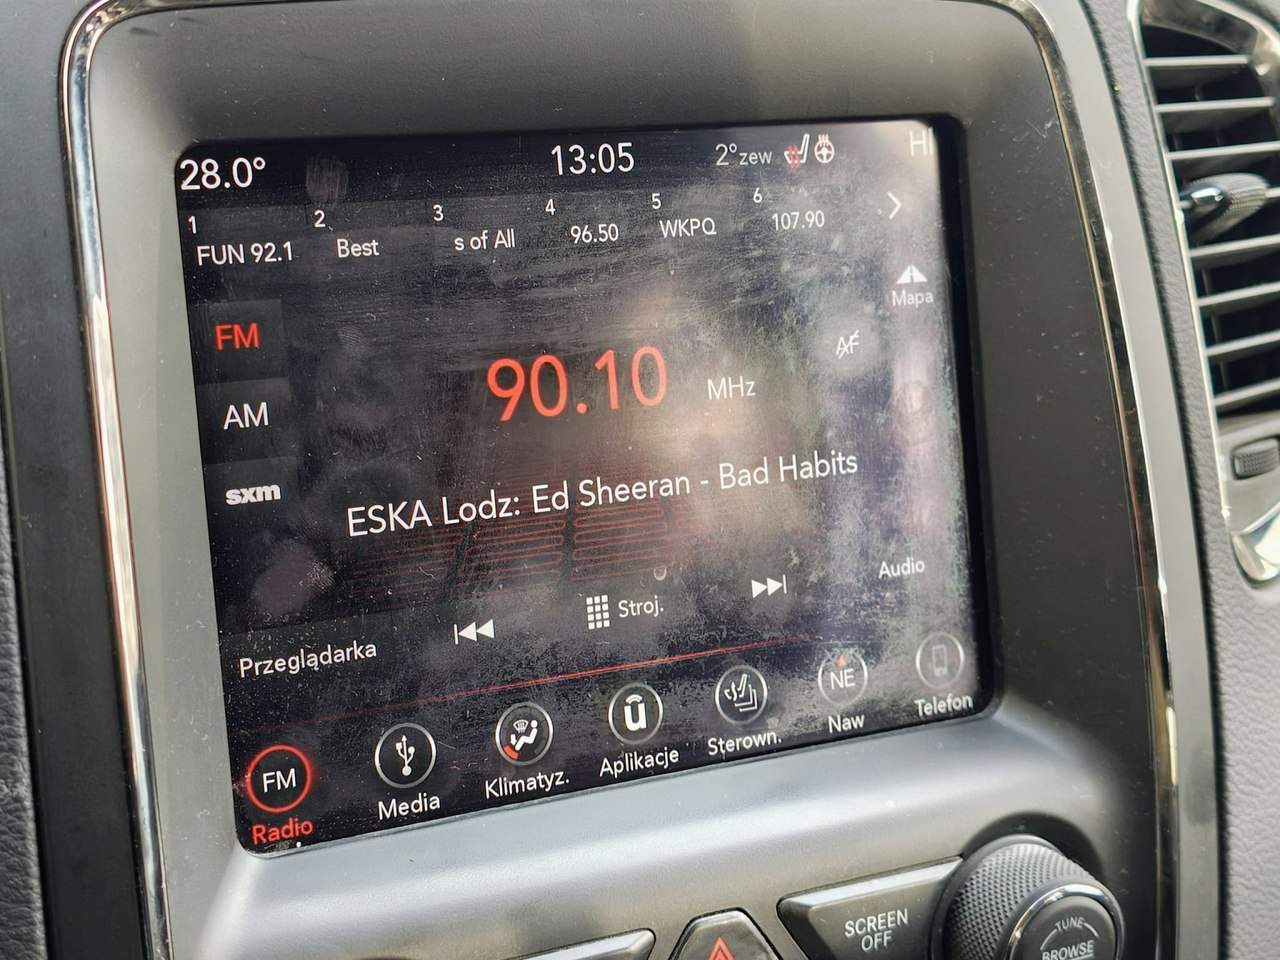 28.0° 13:05 2°zew HI
1 2 3 4 5 6
FUN 92.1 Best s of All 96.50 WKPQ 107.90
Mapa
FM
AF
90.10 MHz
AM
sxm
ESKA Lodz: Ed Sheeran - Bad Habits
Przeglądarka Stroj. Audio
FM NE
Radio Media Klimatyz. Aplikacje Sterown. Naw Telefon
SCREEN
OFF
TUNE
BROWSE